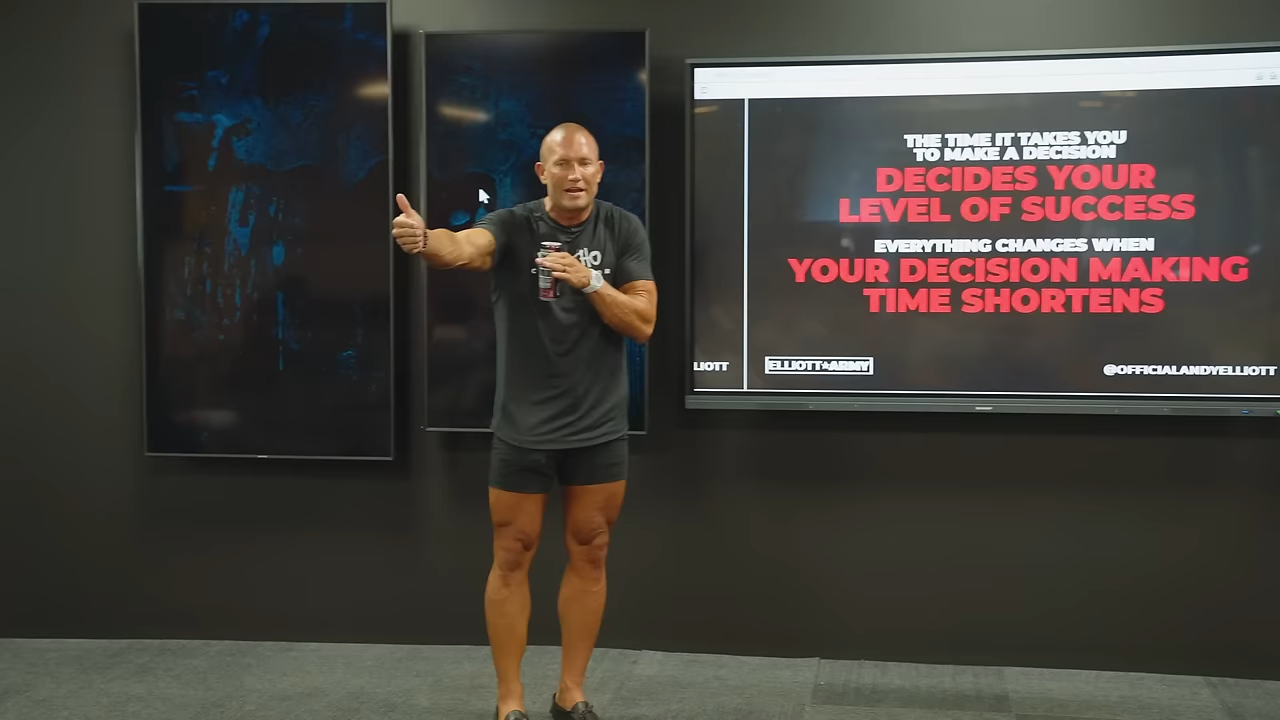 THE TIME IT TAKES YOU
TO MAKE A DECISION
DECIDES YOUR
LEVEL OF SUCCESS
EVERYTHING CHANGES WHEN
YOUR DECISION MAKING
TIME SHORTENS
LIOTT
ELLIOTT★ARMY
@OFFICIALANDYELLIOTT